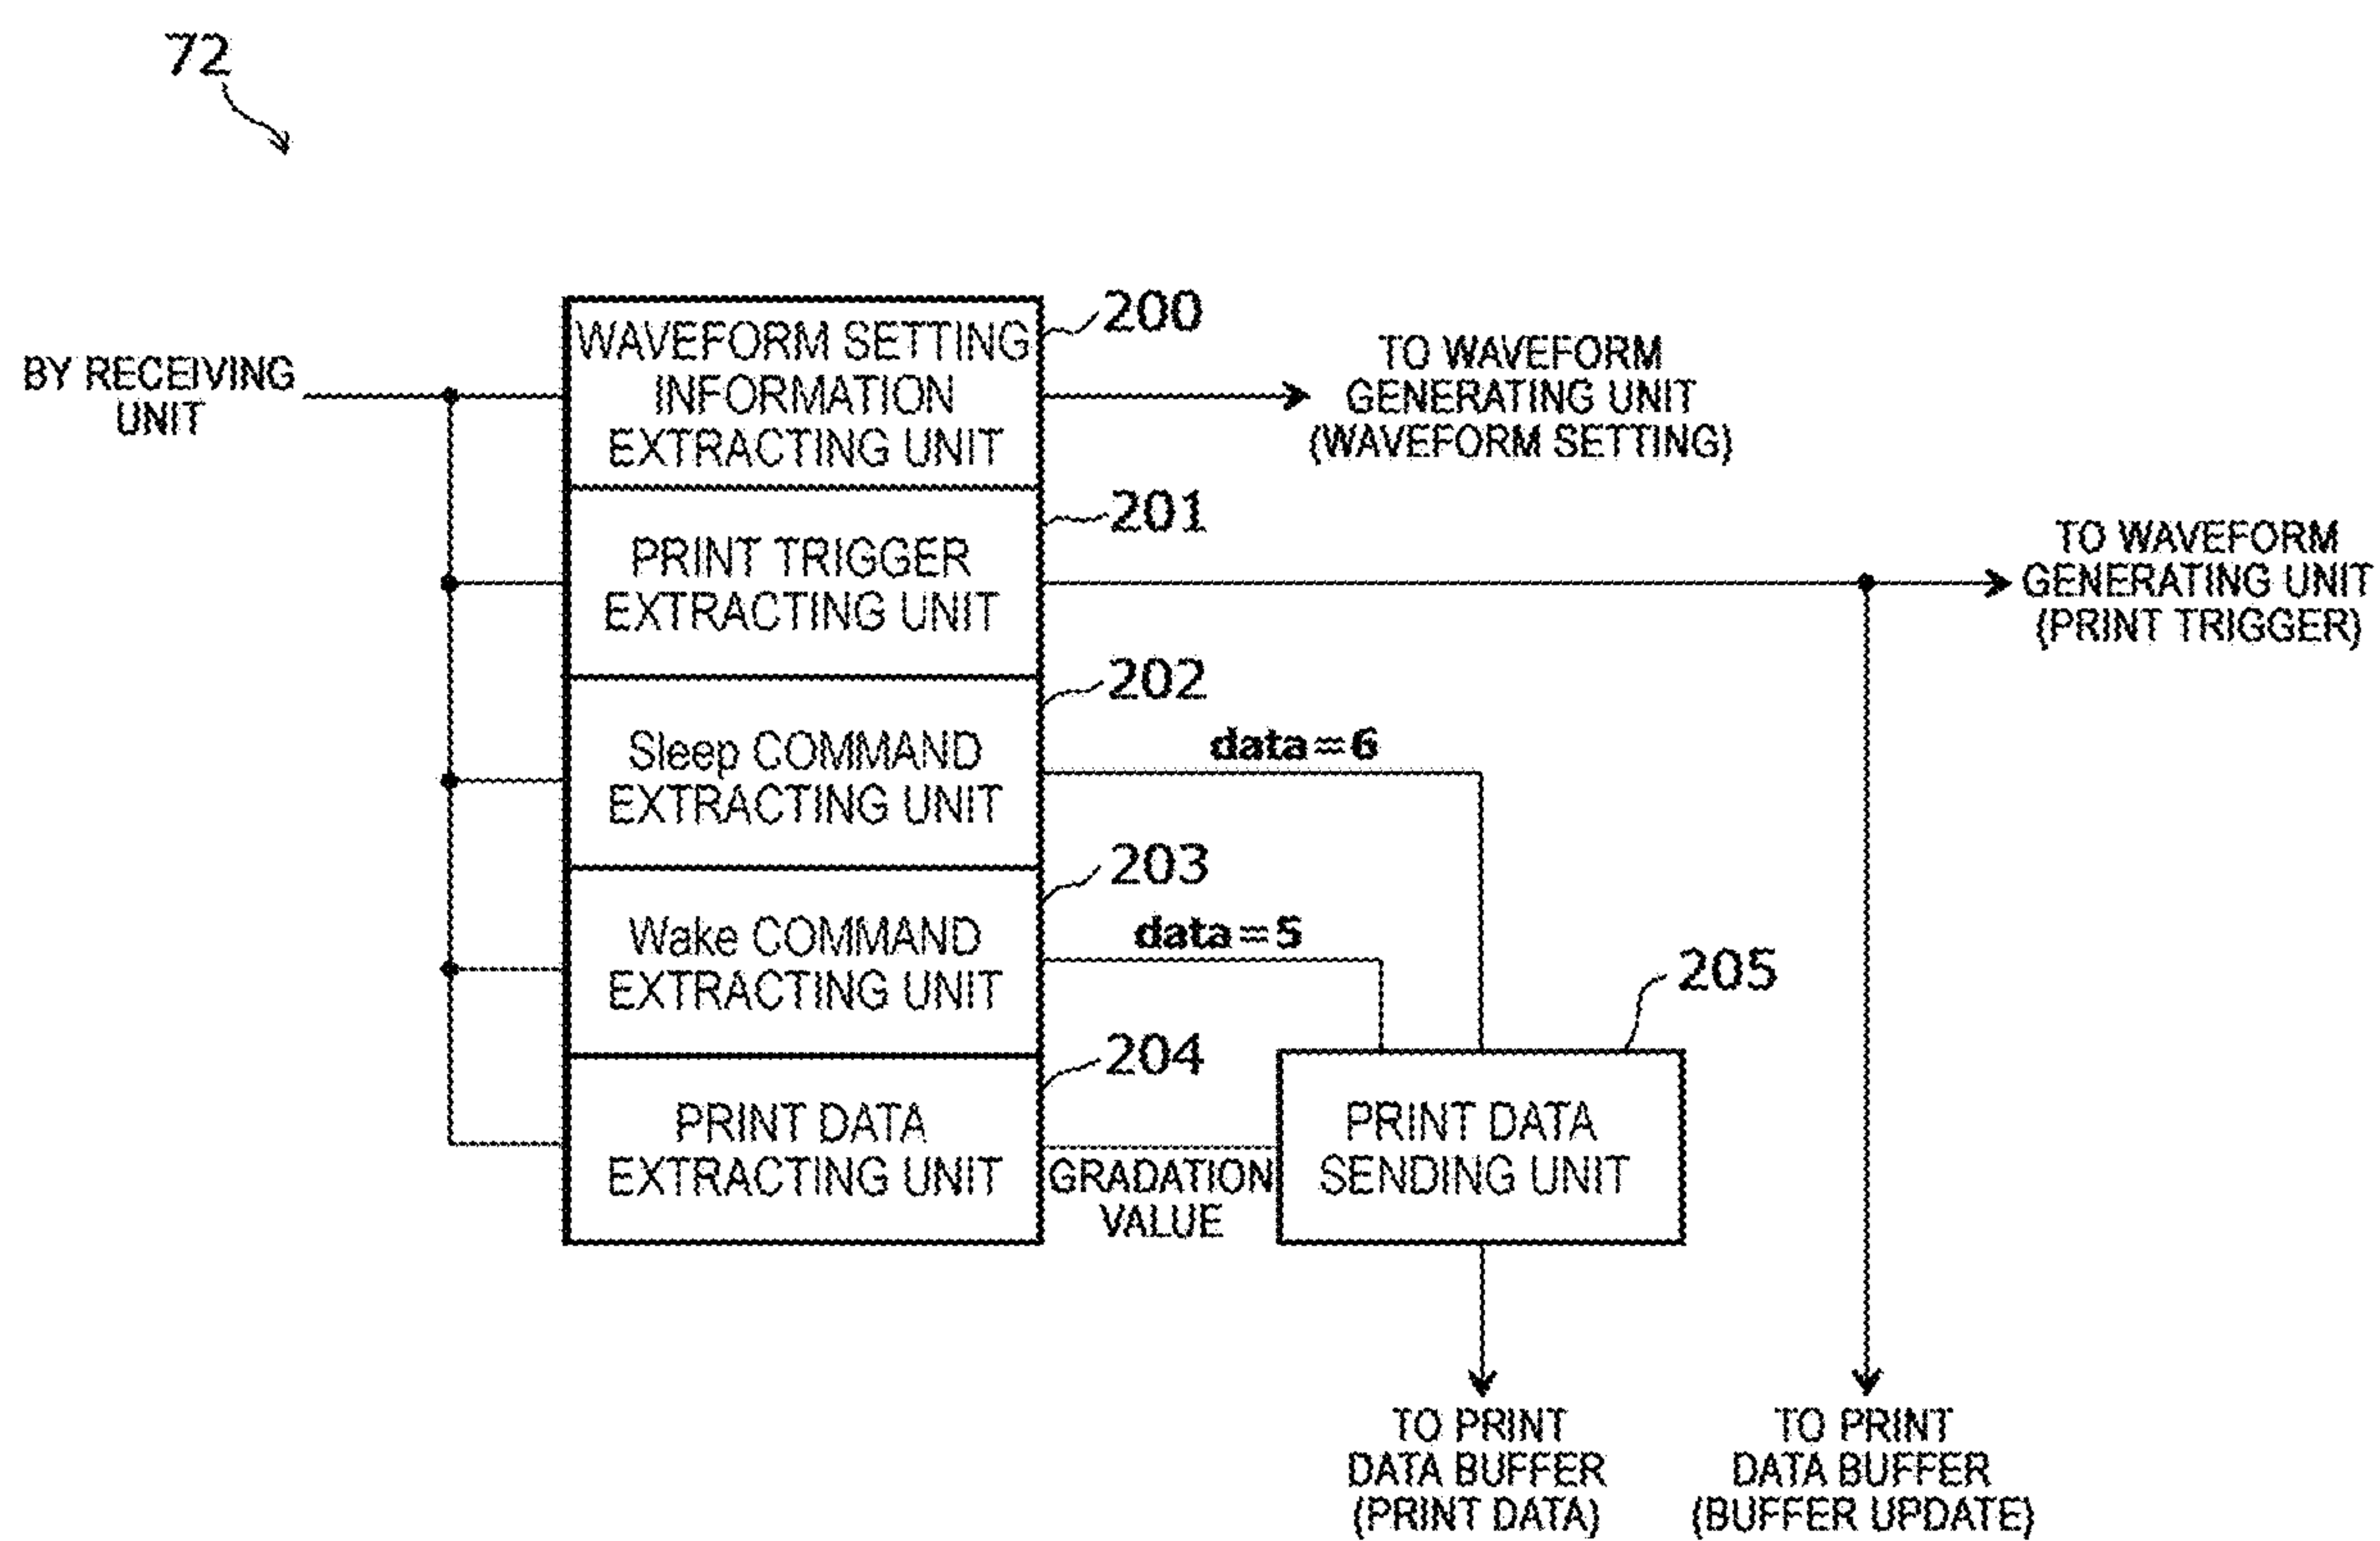 72
BY RECEIVING
UNIT
WAVEFORM SETTING
INFORMATION
EXTRACTING UNIT
200
TO WAVEFORM
GENERATING UNIT
(WAVEFORM SETTING)
PRINT TRIGGER
EXTRACTING UNIT
201
TO WAVEFORM
GENERATING UNIT
(PRINT TRIGGER)
Sleep COMMAND
EXTRACTING UNIT
202
data=6
Wake COMMAND
EXTRACTING UNIT
203
data=5
PRINT DATA
EXTRACTING UNIT
204
GRADATION
VALUE
205
PRINT DATA
SENDING UNIT
TO PRINT
DATA BUFFER
(PRINT DATA)
TO PRINT
DATA BUFFER
(BUFFER UPDATE)